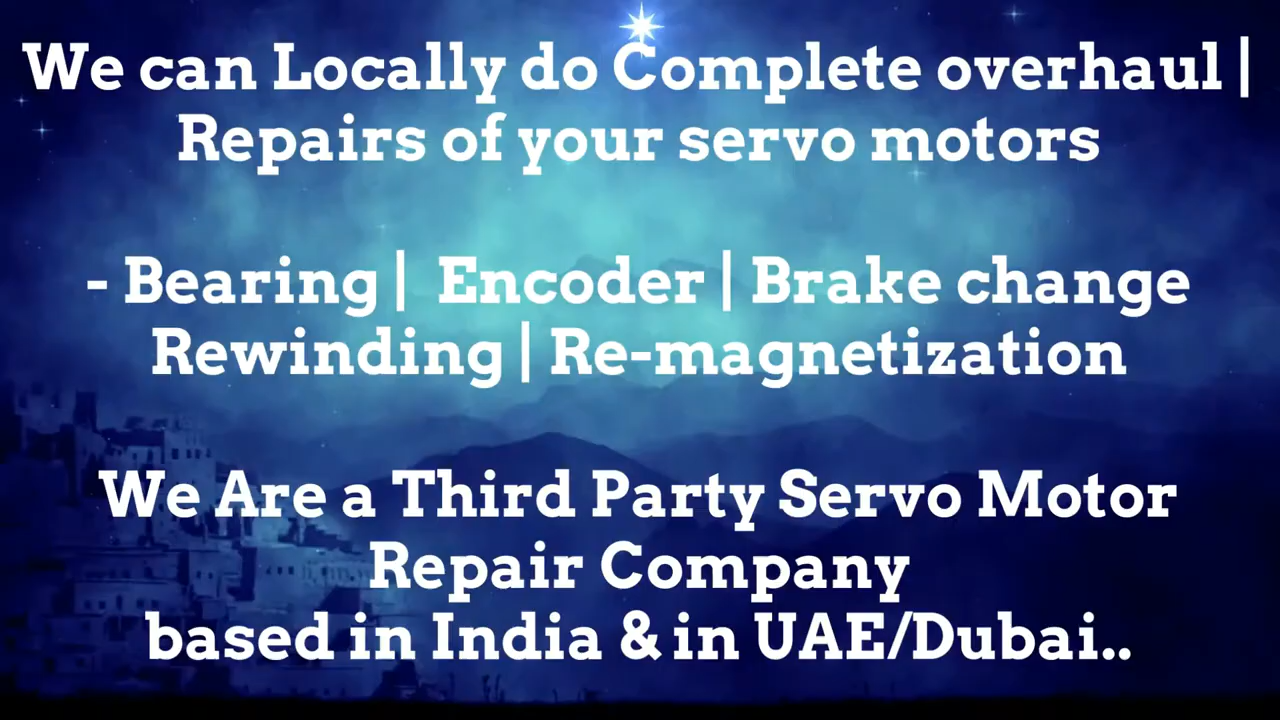 We can Locally do Complete overhaul |
Repairs of your servo motors
- Bearing | Encoder | Brake change
Rewinding | Re-magnetization
We Are a Third Party Servo Motor
Repair Company
based in India & in UAE/Dubai..